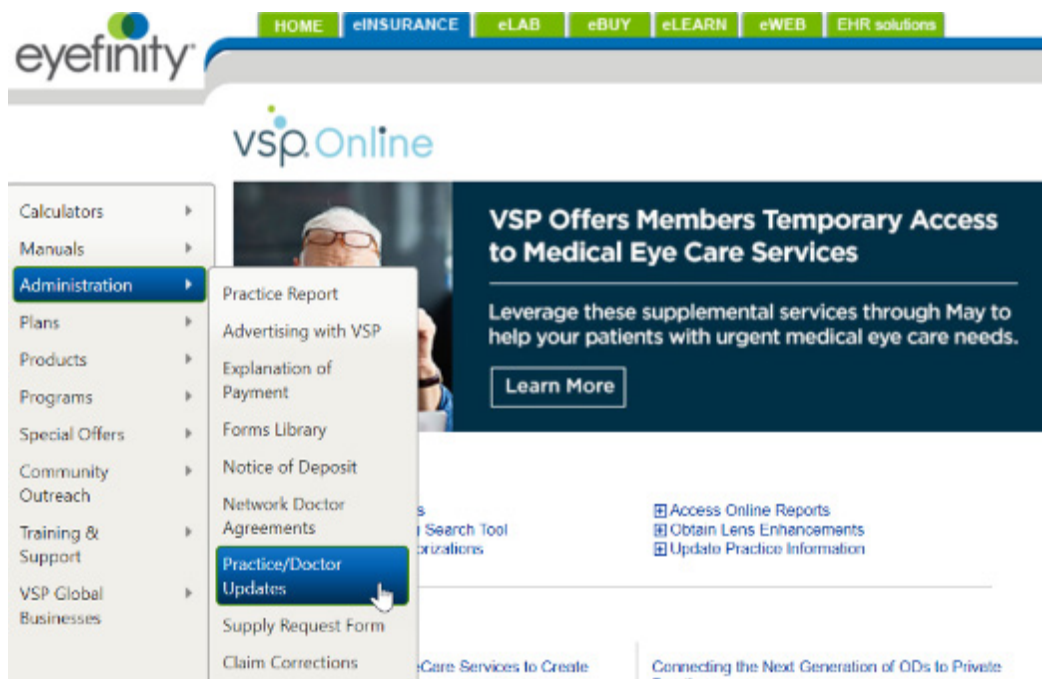 HOME eINSURANCE eLAB eBUY eLEARN eWEB EHR solutions
eyefinity
vsp.Online
Calculators
Manuals
Administration
Plans
Products
Programs
Special Offers
Community
Outreach
Training &
Support
VSP Global
Businesses
Practice Report
Advertising with VSP
Explanation of
Payment
Forms Library
Notice of Deposit
Network Doctor
Agreements
Practice/Doctor
Updates
Supply Request Form
Claim Corrections
VSP Offers Members Temporary Access
to Medical Eye Care Services
Leverage these supplemental services through May to
help your patients with urgent medical eye care needs.
Learn More
Search Tool
Access Online Reports
Obtain Lens Enhancements
Update Practice Information
eCare Services to Create
Connecting the Next Generation of ODs to Private